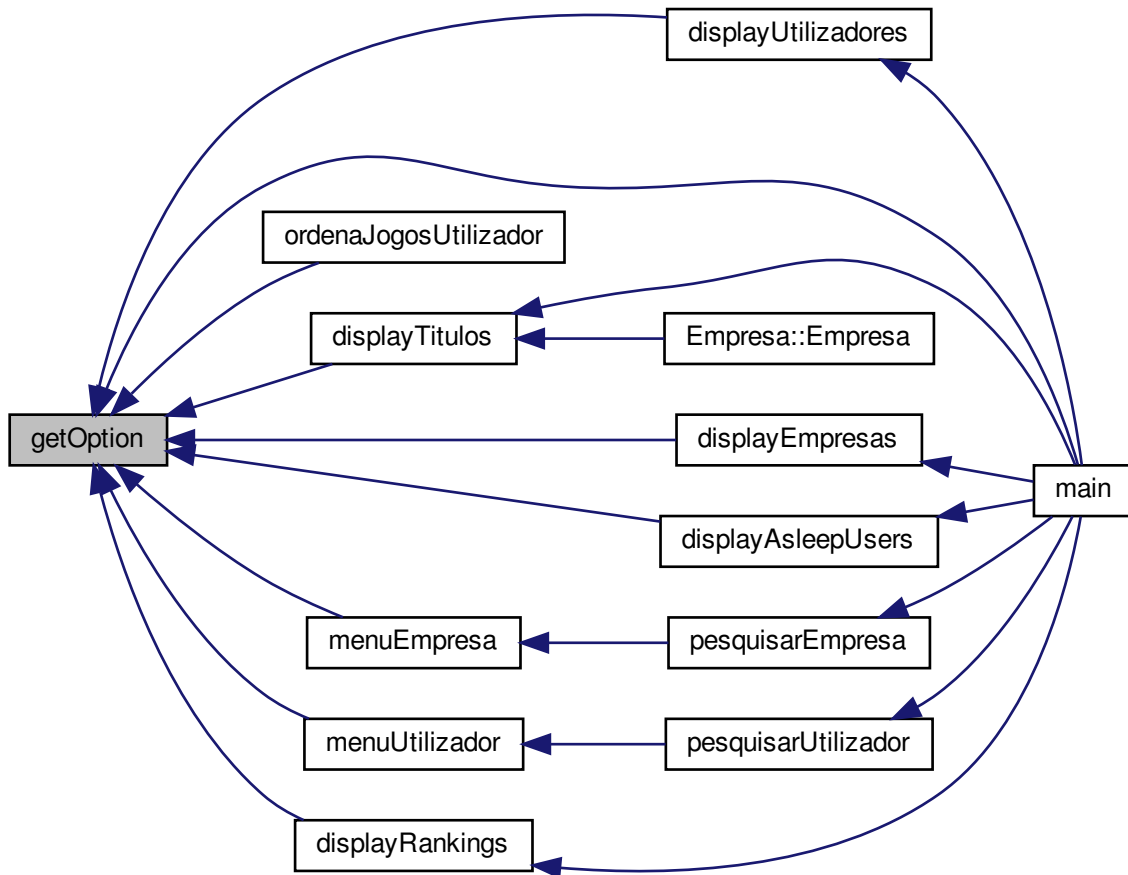 displayUtilizadores
ordenaJogosUtilizador
displayTitulos
Empresa::Empresa
getOption
displayEmpresas
main
displayAsleepUsers
menuEmpresa
pesquisarEmpresa
menuUtilizador
pesquisarUtilizador
displayRankings